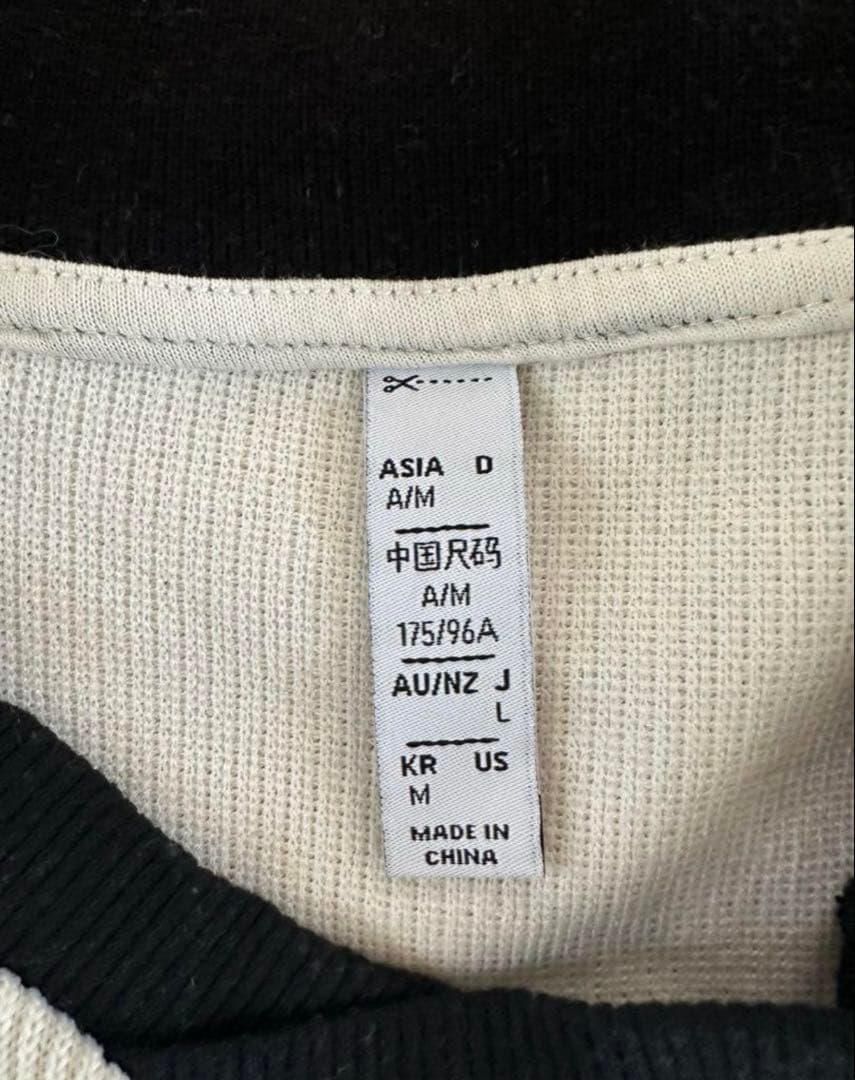 ASIA D
A/M
中国尺码
A/M
175/96A
AU/NZ J
L
KR US
M
MADE IN
CHINA